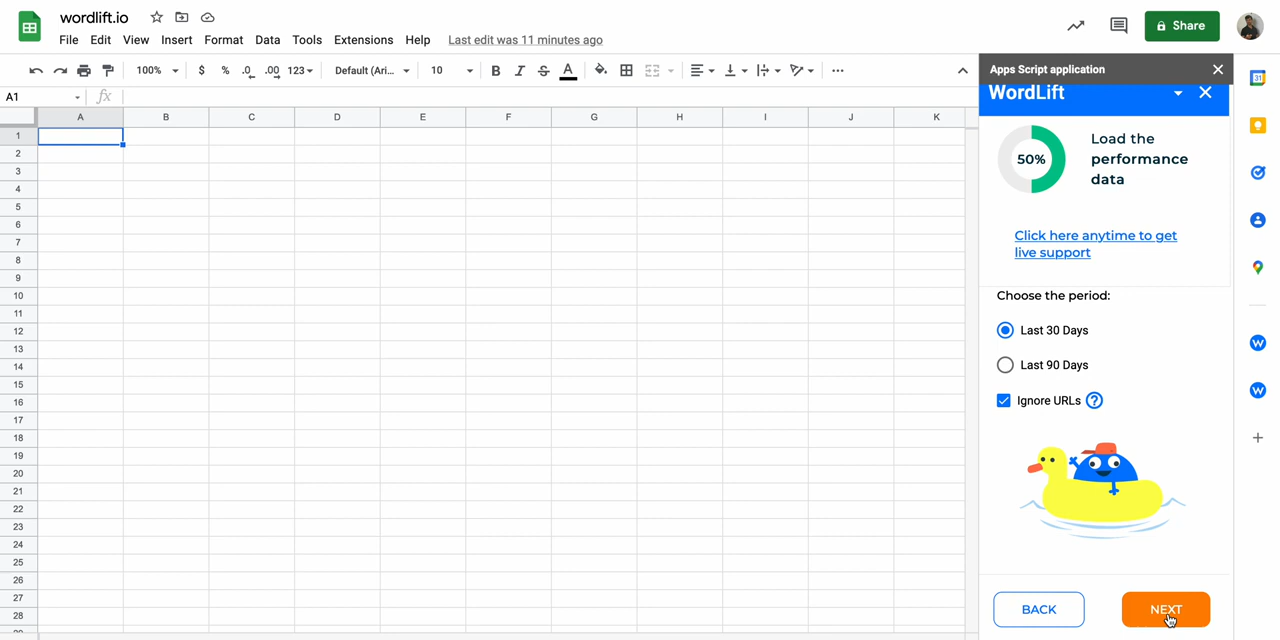 wordlift.io
File Edit View Insert Format Data Tools Extensions Help Last edit was 11 minutes ago
Share
100% $ % .0 .00 123 Default (Ari... 10 B I S A
A1 fx
A B C D E F G H I J K
1
2
3
4
5
6
7
8
9
10
11
12
13
14
15
16
17
18
19
20
21
22
23
24
25
26
27
28
29
Apps Script application
WordLift
50%
Load the
performance
data
Click here anytime to get
live support
Choose the period:
Last 30 Days
Last 90 Days
Ignore URLs ?
BACK NEXT
31
W
W